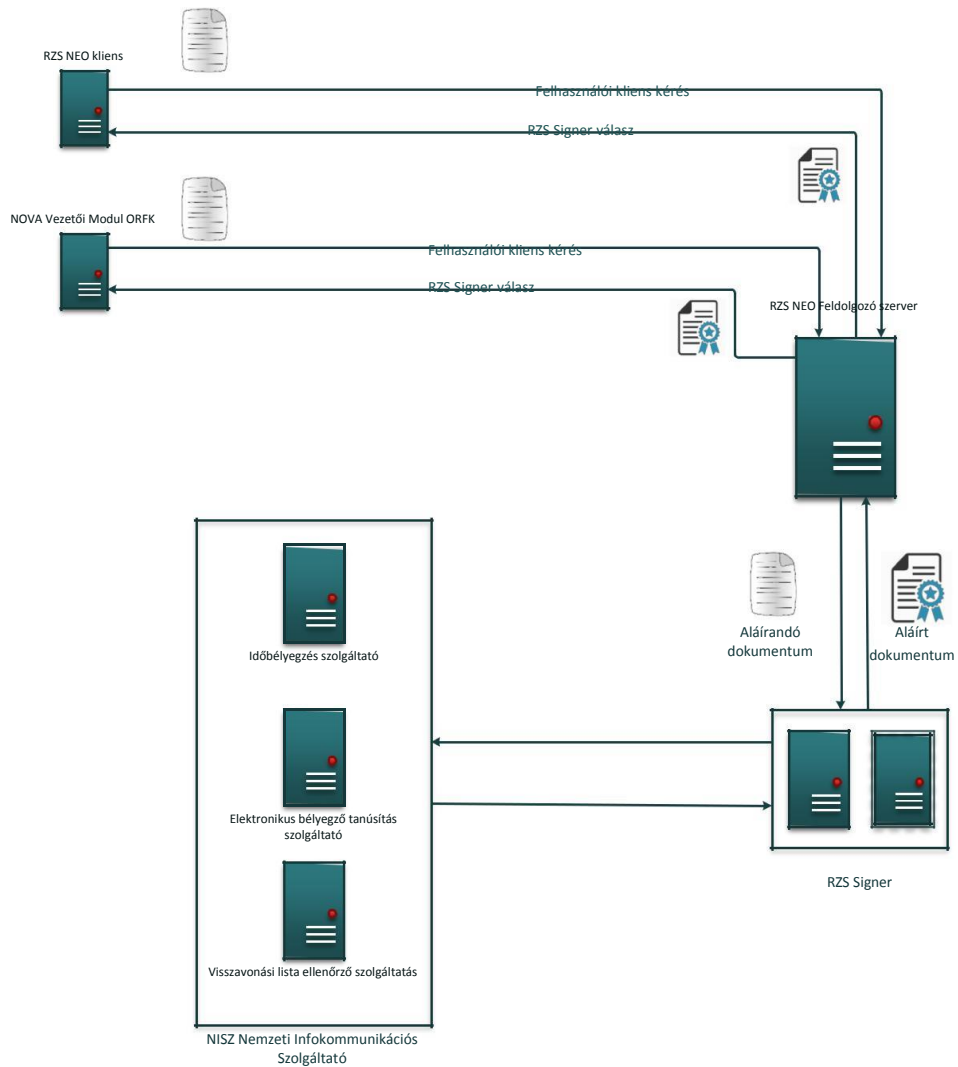 RZS NEO kliens
Felhasználói kliens kérés
RZS Signer válasz
NOVA Vezetői Modul ORFK
Felhasználói kliens kérés
RZS Signer válasz
RZS NEO Feldolgozó szerver
Aláírandó
dokumentum
Aláírt
dokumentum
Időbélyegzés szolgáltató
Elektronikus bélyegző tanúsítás
szolgáltató
Visszavonási lista ellenőrző szolgáltatás
RZS Signer
NISZ Nemzeti Infokommunikációs
Szolgáltató